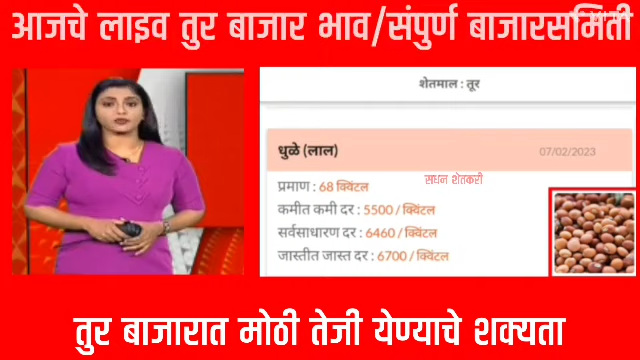 आजचे लाइव तुर बाजार भाव/संपुर्ण बाजारसमिती
शेतमाल : तूर
धुळे (लाल)
07/02/2023
सधन शेतकरी
प्रमाण : 68 क्विंटल
कमीत कमी दर : 5500 / क्विंटल
सर्वसाधारण दर : 6460 / क्विंटल
जास्तीत जास्त दर : 6700 / क्विंटल
तुर बाजारात मोठी तेजी येण्याचे शक्यता